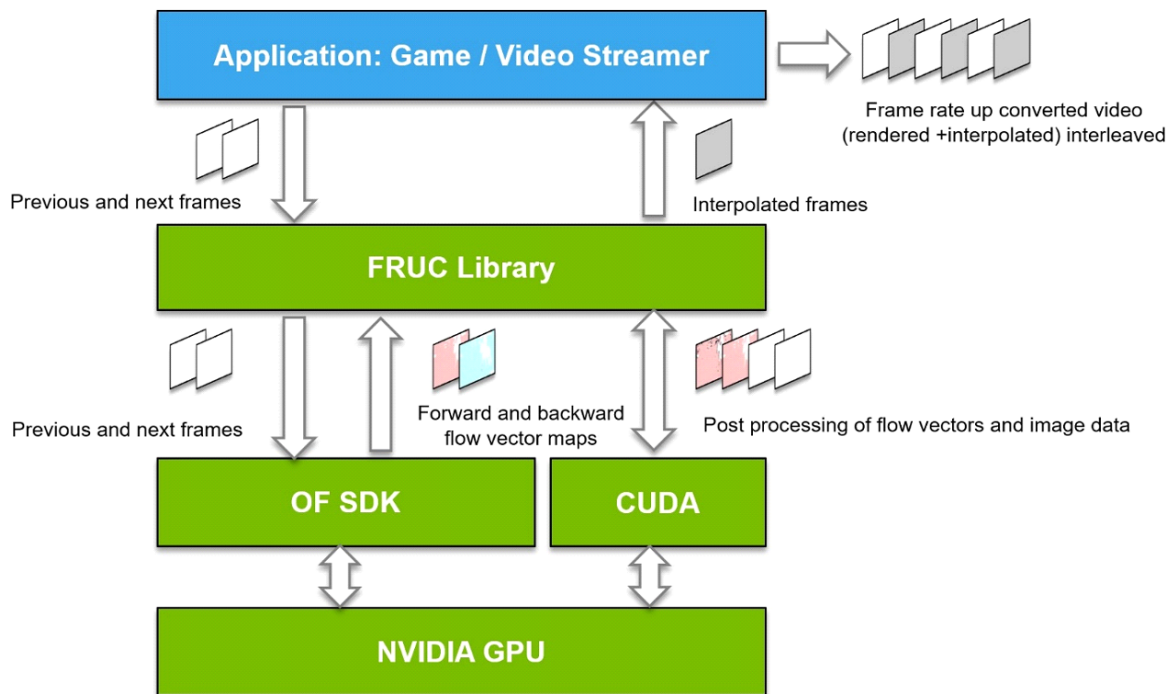 Application: Game / Video Streamer
Frame rate up converted video
(rendered +interpolated) interleaved
Previous and next frames
Interpolated frames
FRUC Library
Previous and next frames
Forward and backward
flow vector maps
Post processing of flow vectors and image data
OF SDK
CUDA
NVIDIA GPU